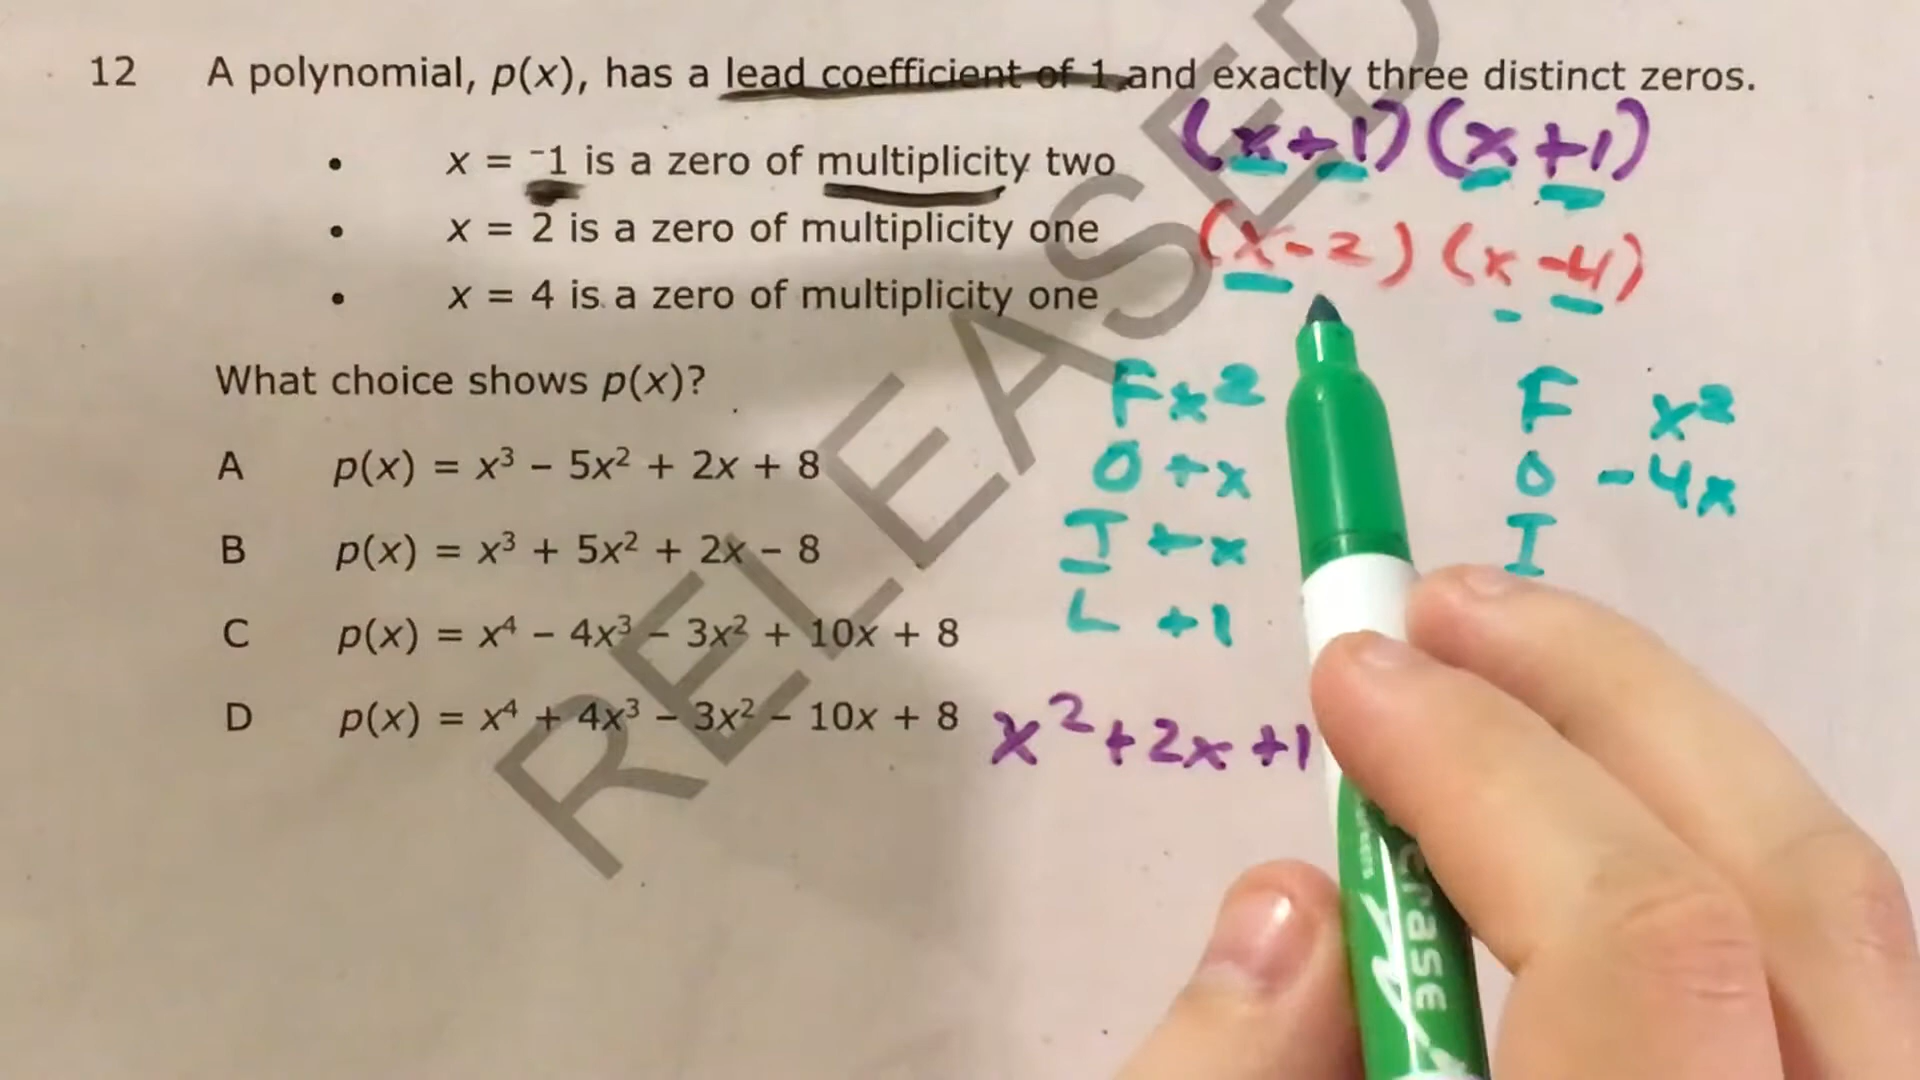 12 A polynomial, p(x), has a lead coefficient of 1 and exactly three distinct zeros.
• x = ⁻1 is a zero of multiplicity two (x+1)(x+1)
• x = 2 is a zero of multiplicity one (x-2)(x-4)
• x = 4 is a zero of multiplicity one
What choice shows p(x)?
A p(x) = x³ − 5x² + 2x + 8
B p(x) = x³ + 5x² + 2x − 8
C p(x) = x⁴ − 4x³ − 3x² + 10x + 8
D p(x) = x⁴ + 4x³ − 3x² − 10x + 8
F x²
O +x
I +x
L +1
x²+2x+1
F x²
O -4x
I
RELEASED
erase